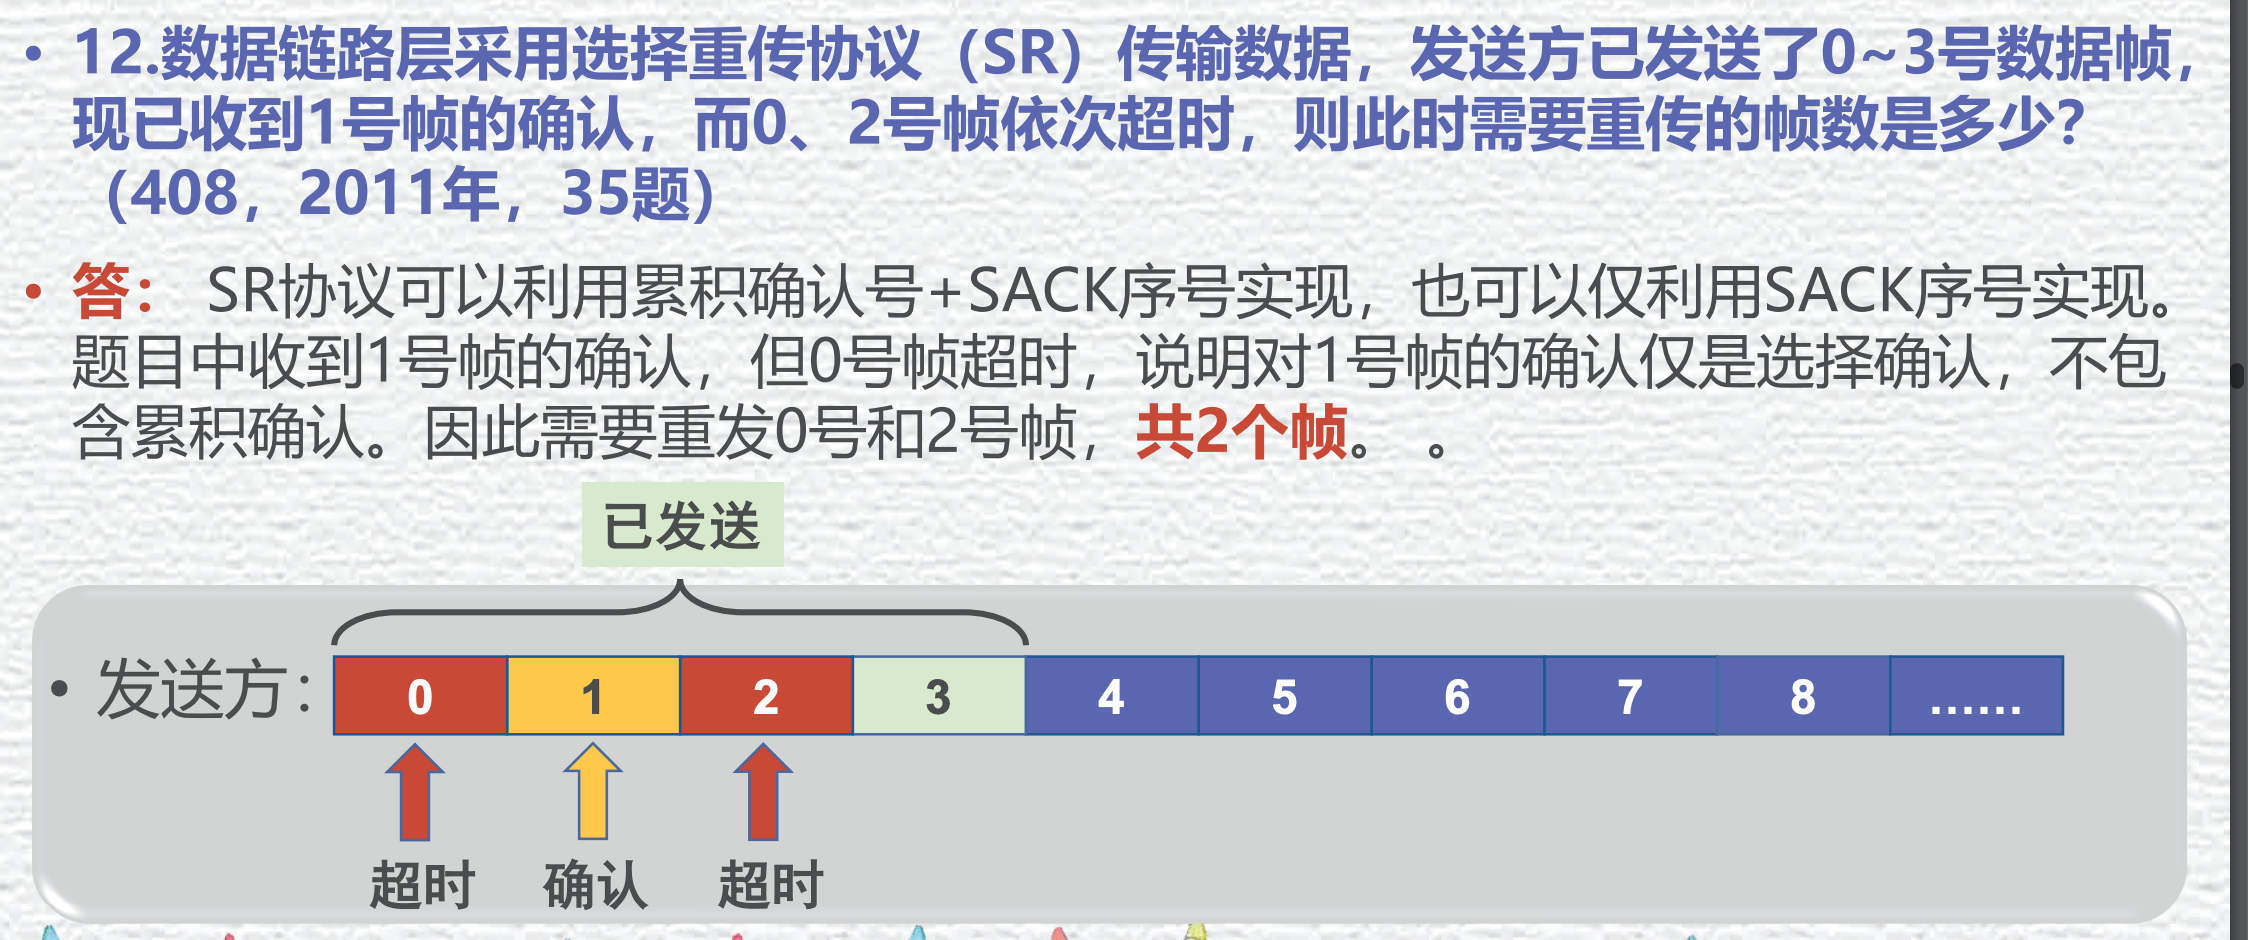 • 12.数据链路层采用选择重传协议（SR）传输数据，发送方已发送了0~3号数据帧，
现已收到1号帧的确认，而0、2号帧依次超时，则此时需要重传的帧数是多少？
（408，2011年，35题）
• 答： SR协议可以利用累积确认号+SACK序号实现，也可以仅利用SACK序号实现。
题目中收到1号帧的确认，但0号帧超时，说明对1号帧的确认仅是选择确认，不包
含累积确认。因此需要重发0号和2号帧，共2个帧。 。
已发送
• 发送方： 0 1 2 3 4 5 6 7 8 ……
超时 确认 超时